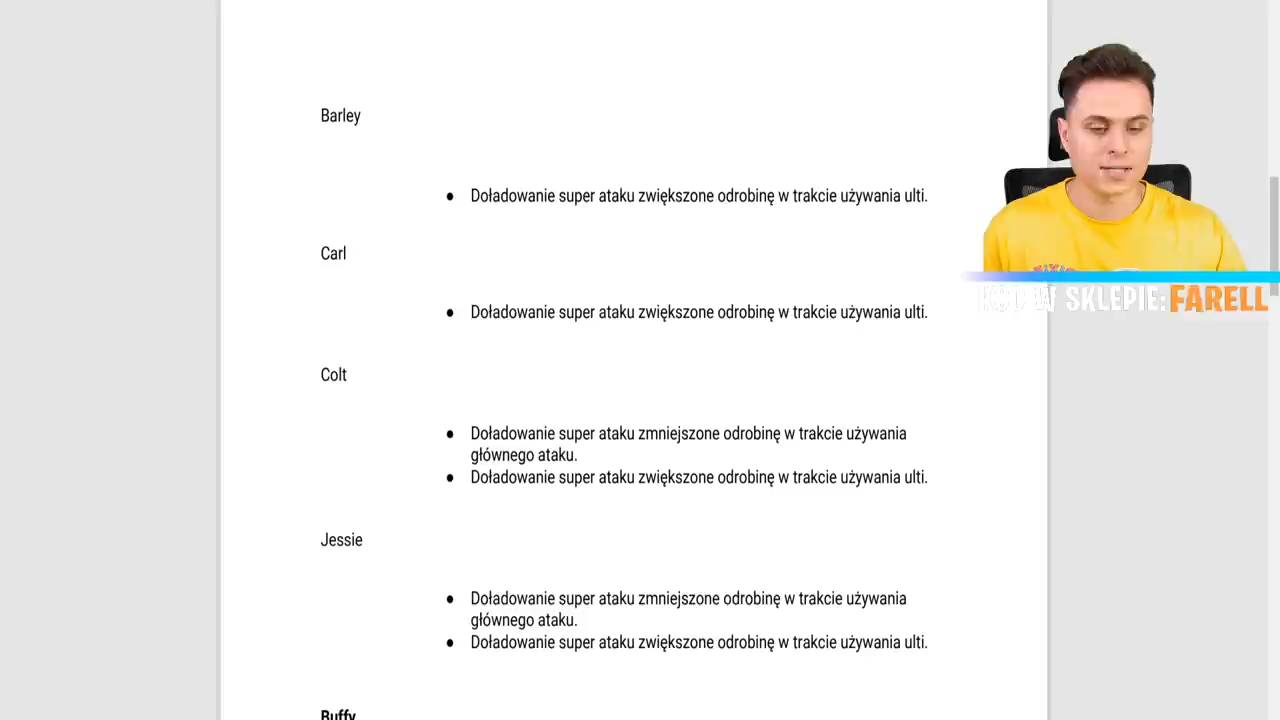 Barley
● Doładowanie super ataku zwiększone odrobinę w trakcie używania ulti.
Carl
● Doładowanie super ataku zwiększone odrobinę w trakcie używania ulti.
Colt
● Doładowanie super ataku zmniejszone odrobinę w trakcie używania
głównego ataku.
● Doładowanie super ataku zwiększone odrobinę w trakcie używania ulti.
Jessie
● Doładowanie super ataku zmniejszone odrobinę w trakcie używania
głównego ataku.
● Doładowanie super ataku zwiększone odrobinę w trakcie używania ulti.
Buffy
KOD W SKLEPIE: FARELL